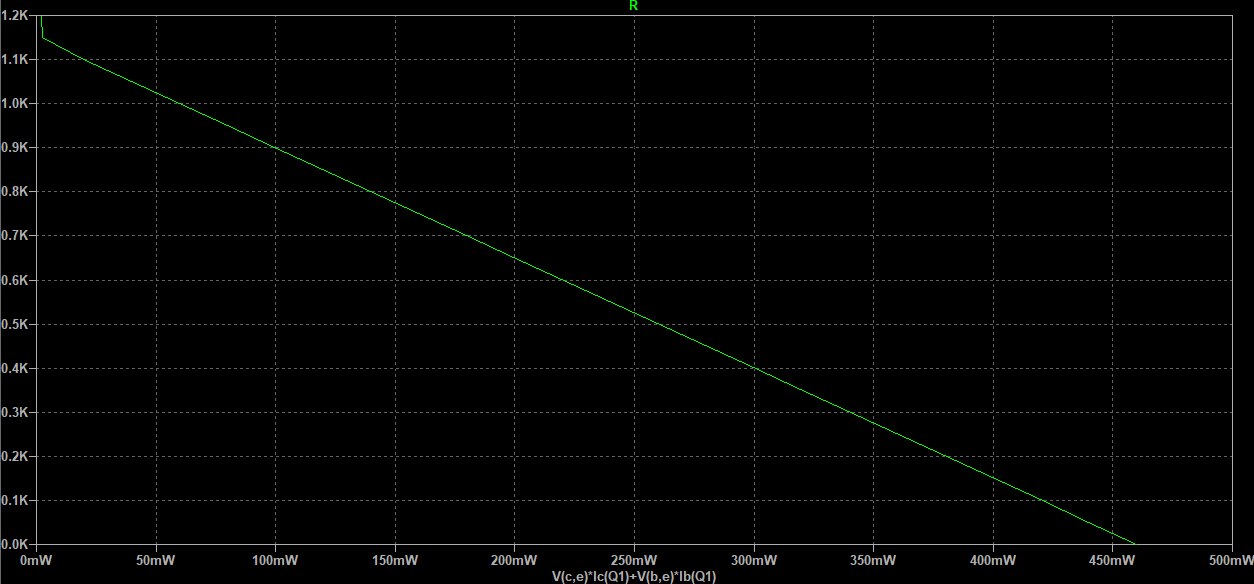 R
1.2K
1.1K
1.0K
0.9K
0.8K
0.7K
0.6K
0.5K
0.4K
0.3K
0.2K
0.1K
0.0K
0mW 50mW 100mW 150mW 200mW 250mW 300mW 350mW 400mW 450mW 500mW
V(c,e)*Ic(Q1)+V(b,e)*Ib(Q1)